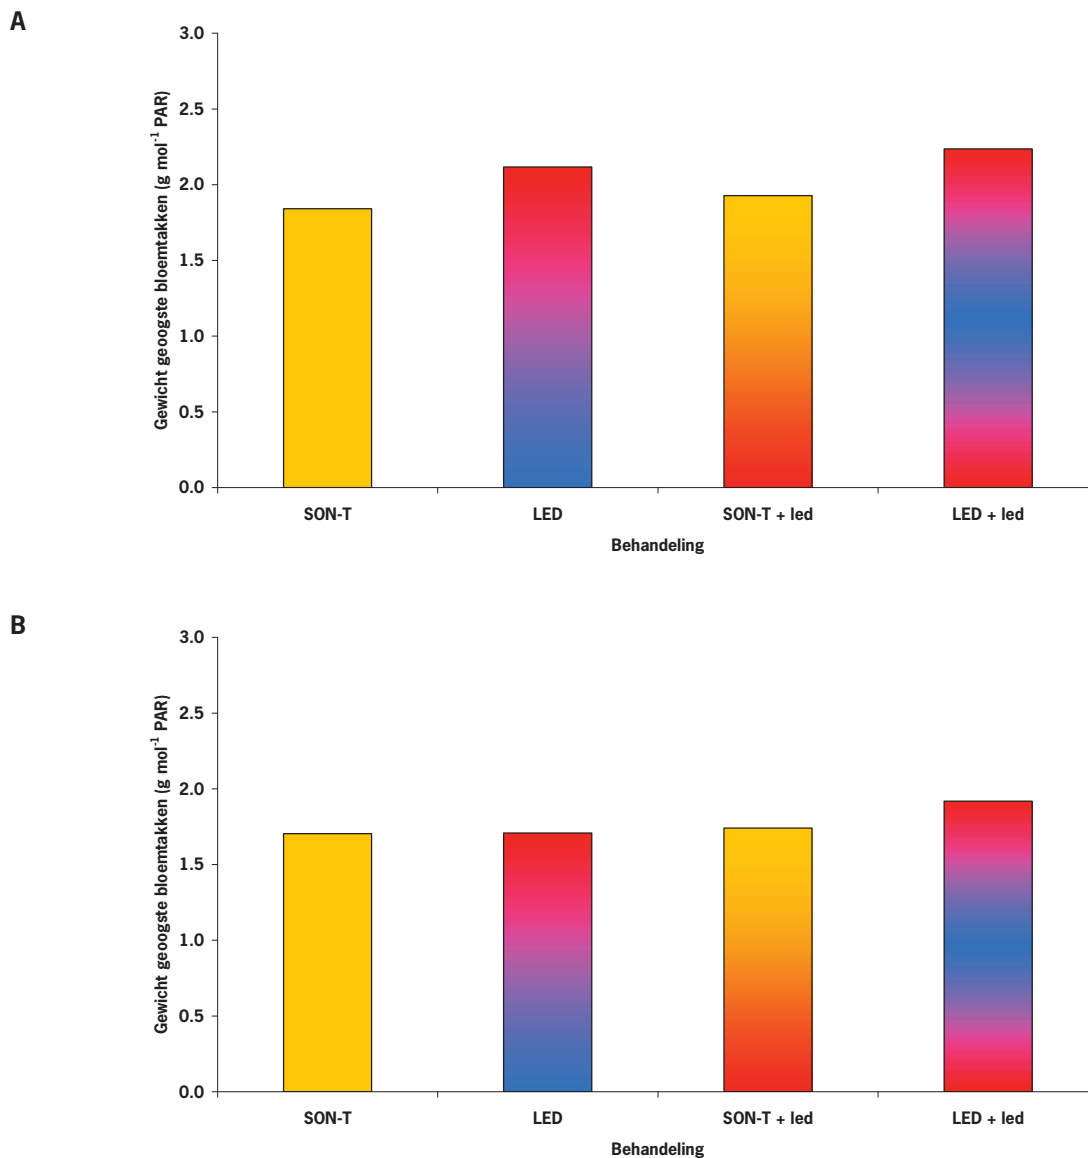 A
Gewicht geoogste bloemtakken (g mol-1 PAR)
3.0
2.5
2.0
1.5
1.0
0.5
0.0
SON-T LED SON-T + led LED + led
Behandeling
B
Gewicht geoogste bloemtakken (g mol-1 PAR)
3.0
2.5
2.0
1.5
1.0
0.5
0.0
SON-T LED SON-T + led LED + led
Behandeling